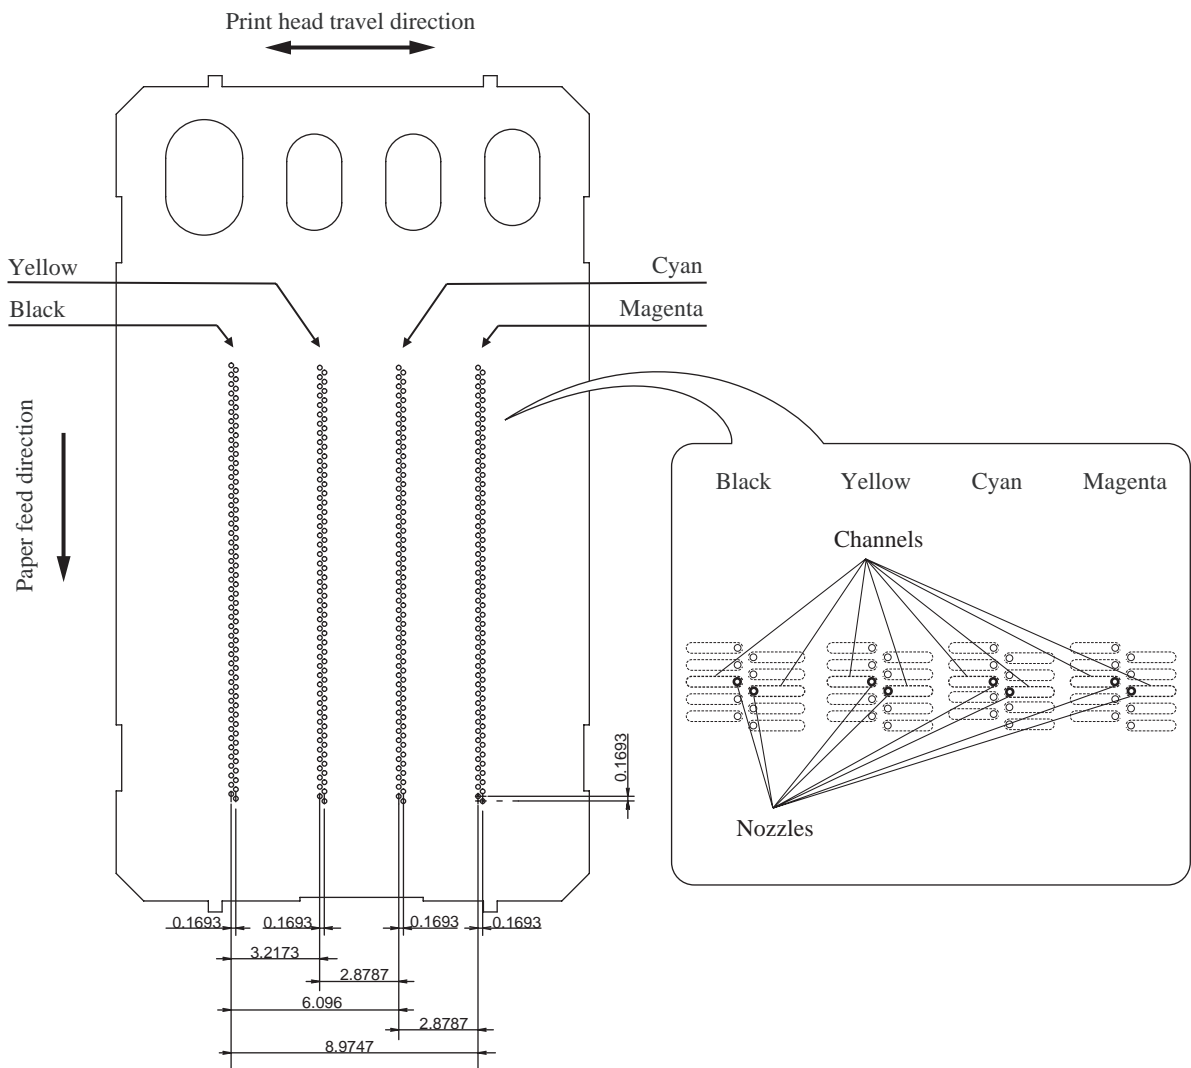 Print head travel direction
Yellow
Cyan
Black
Magenta
Paper feed direction
Black Yellow Cyan Magenta
Channels
Nozzles
0.1693
0.1693 0.1693 0.1693 0.1693
3.2173
2.8787
6.096
2.8787
8.9747